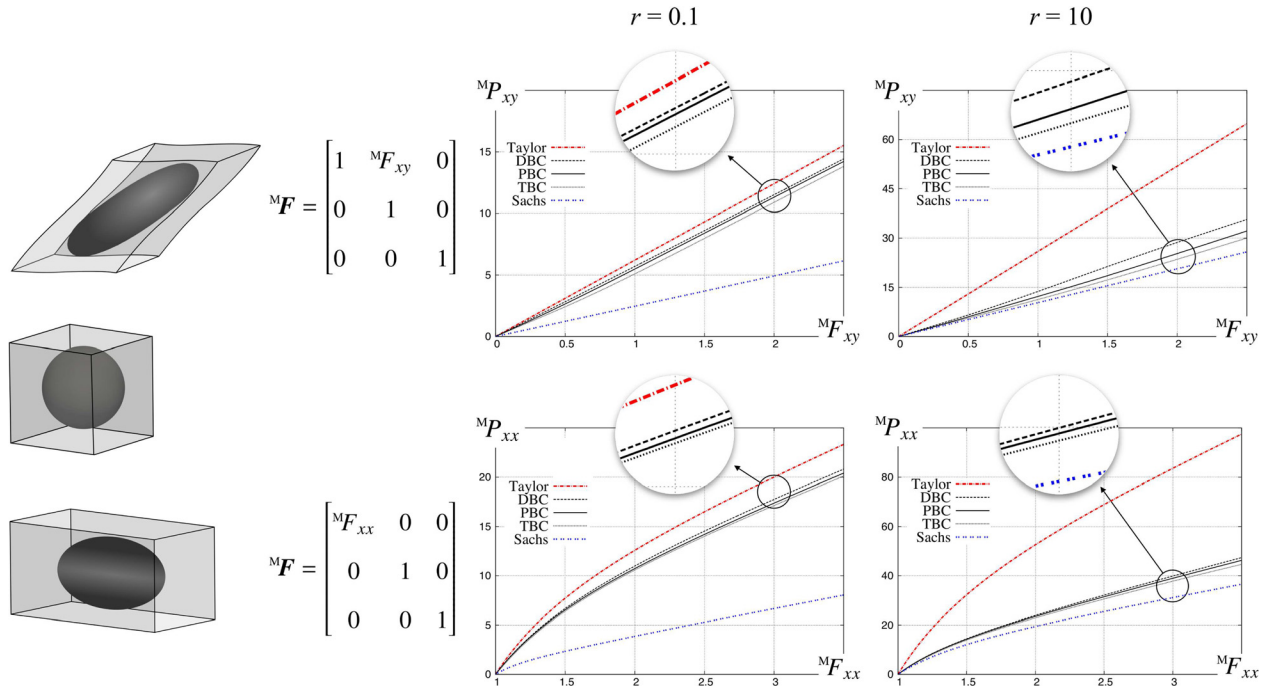 r = 0.1
r = 10
ᴹF = [1 ᴹFxy 0
0 1 0
0 0 1]
ᴹPxy
15
10
5
0
Taylor
DBC
PBC
TBC
Sachs
0 0.5 1 1.5 2
ᴹFxy
ᴹPxy
60
45
30
15
0
Taylor
DBC
PBC
TBC
Sachs
0 1 2
ᴹFxy
ᴹF = [ᴹFxx 0 0
0 1 0
0 0 1]
ᴹPxx
20
15
10
5
0
Taylor
DBC
PBC
TBC
Sachs
1 1.5 2 2.5 3
ᴹFxx
ᴹPxx
80
60
40
20
0
Taylor
DBC
PBC
TBC
Sachs
1 1.5 2 2.5 3
ᴹFxx